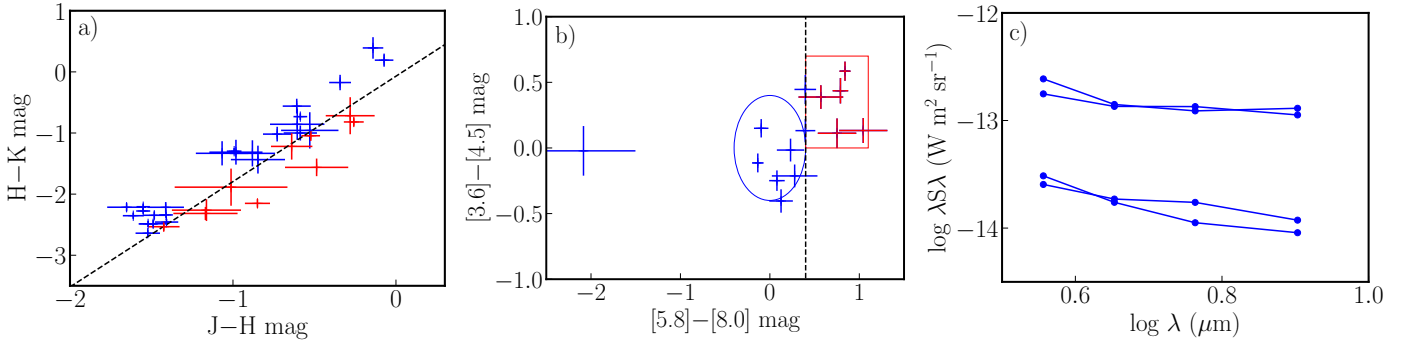 a)
1
0
−1
−2
−3
−2
−1
0
H−K mag
J−H mag
b)
1.0
0.5
0.0
−0.5
−1.0
−2
−1
0
1
[3.6]−[4.5] mag
[5.8]−[8.0] mag
c)
−12
−13
−14
0.6
0.8
1.0
log λSλ (W m² sr⁻¹)
log λ (μm)